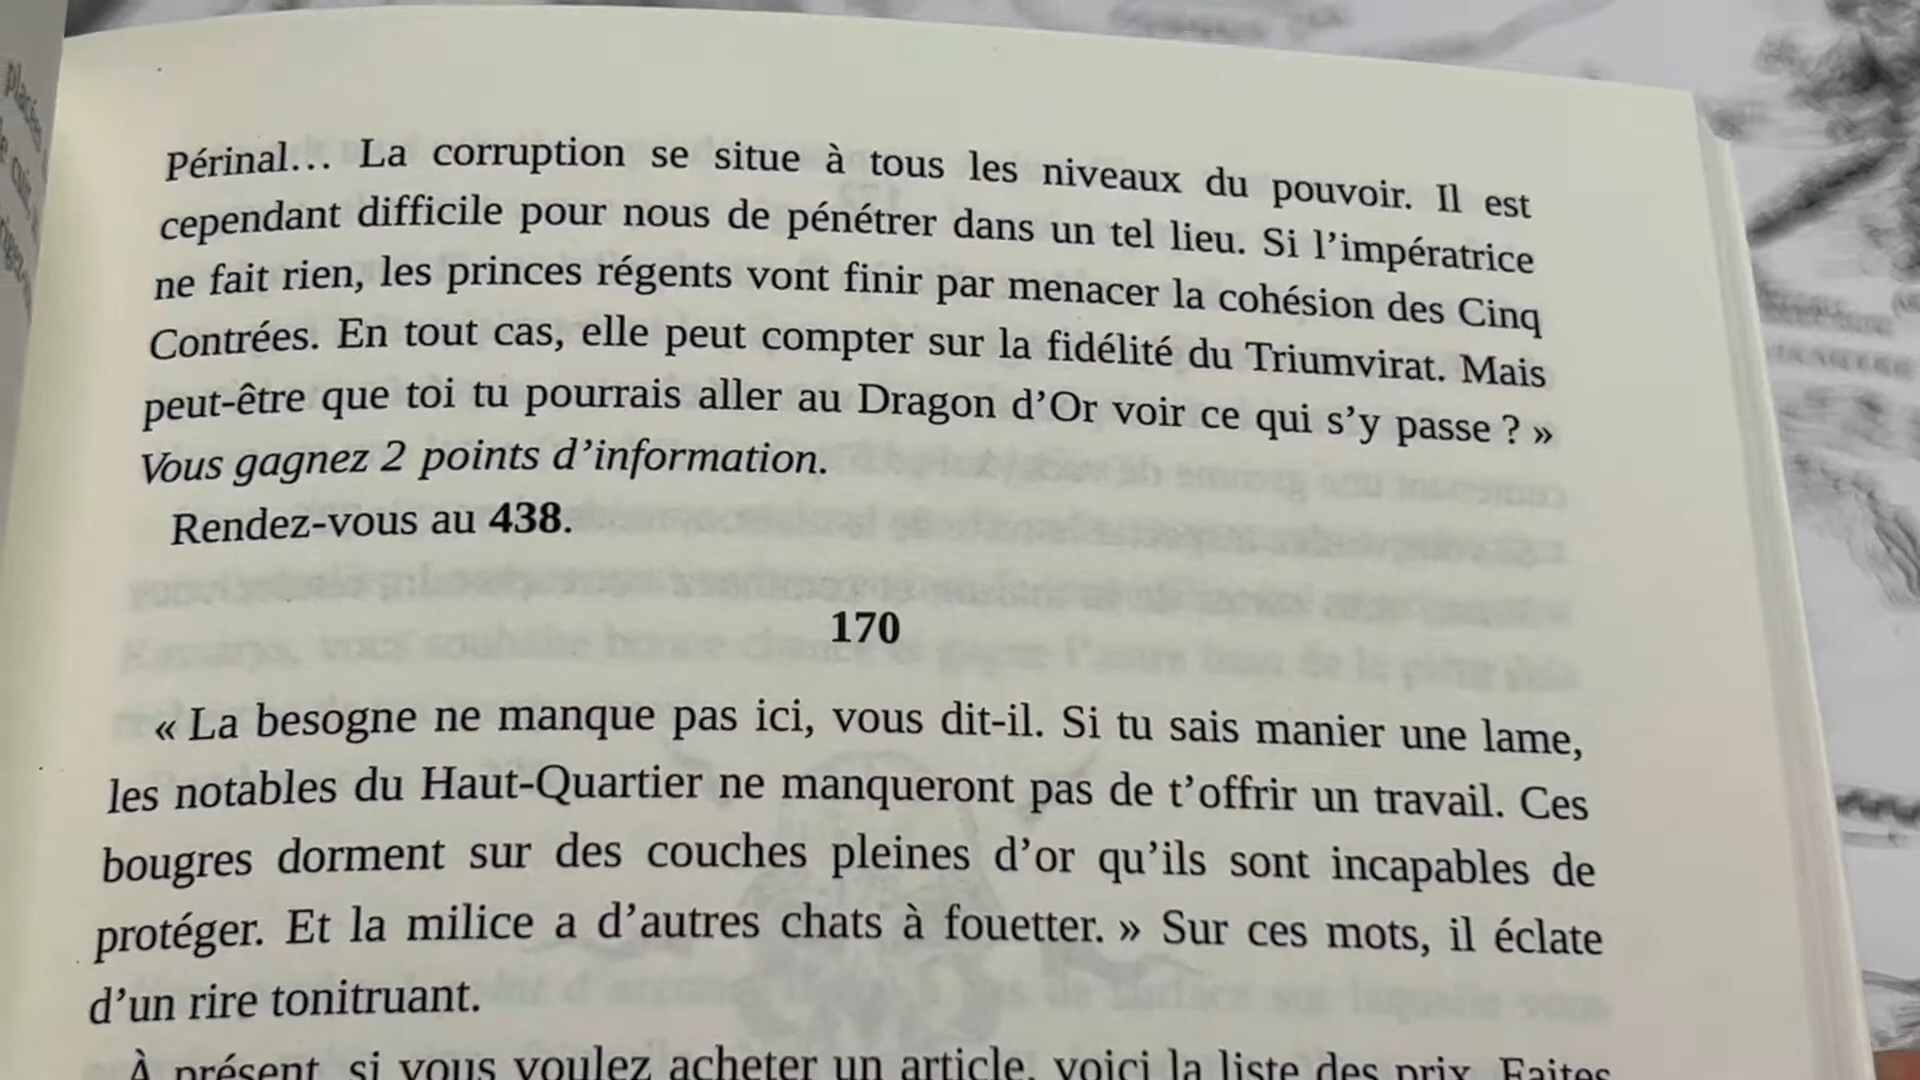 Périnal... La corruption se situe à tous les niveaux du pouvoir. Il est
cependant difficile pour nous de pénétrer dans un tel lieu. Si l’impératrice
ne fait rien, les princes régents vont finir par menacer la cohésion des Cinq
Contrées. En tout cas, elle peut compter sur la fidélité du Triumvirat. Mais
peut-être que toi tu pourrais aller au Dragon d’Or voir ce qui s’y passe ? »
Vous gagnez 2 points d’information.
Rendez-vous au 438.
170
« La besogne ne manque pas ici, vous dit-il. Si tu sais manier une lame,
les notables du Haut-Quartier ne manqueront pas de t’offrir un travail. Ces
bougres dorment sur des couches pleines d’or qu’ils sont incapables de
protéger. Et la milice a d’autres chats à fouetter. » Sur ces mots, il éclate
d’un rire tonitruant.
À présent, si vous voulez acheter un article, voici la liste des prix. Faites